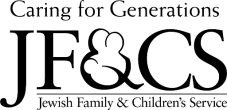 Caring for Generations
JF&CS
Jewish Family & Children's Service